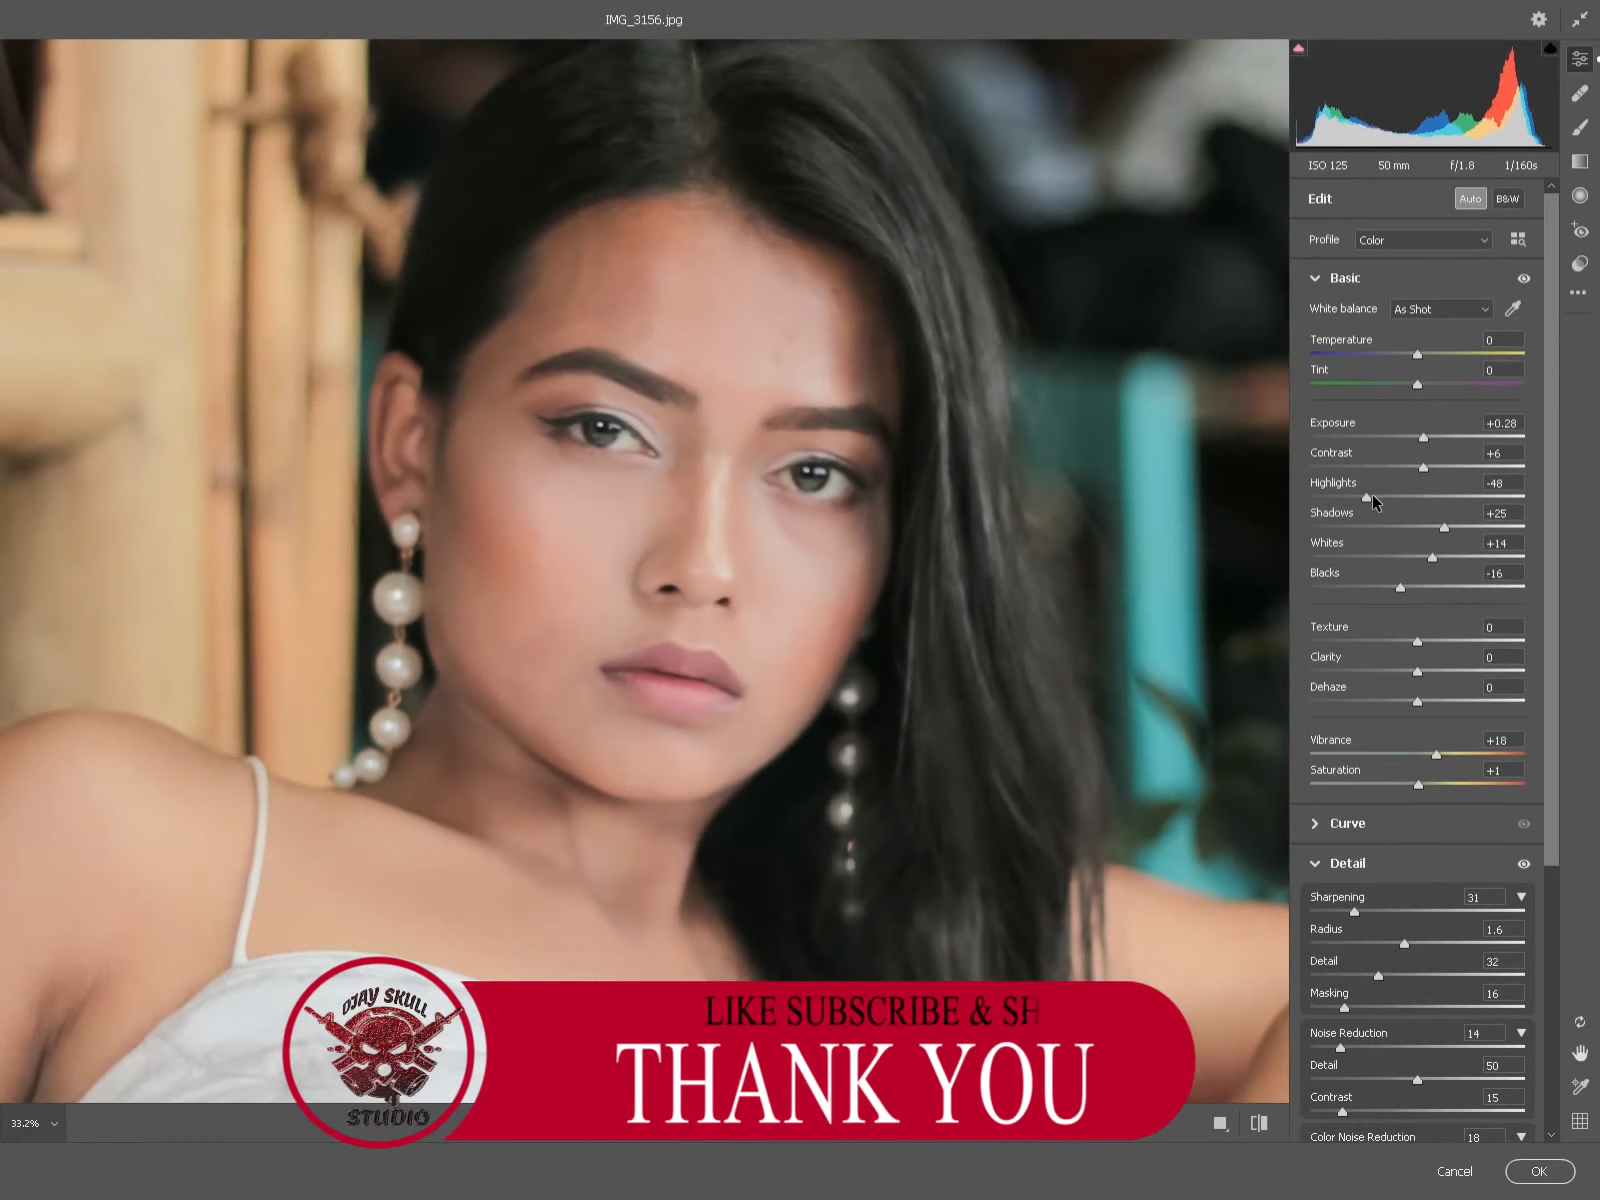 IMG_3156.jpg
ISO 125 50 mm f/1.8 1/160s
Edit Auto B&W
Profile Color
Basic
White balance As Shot
Temperature 0
Tint 0
Exposure +0.28
Contrast +6
Highlights -48
Shadows +25
Whites +14
Blacks -16
Texture 0
Clarity 0
Dehaze 0
Vibrance +18
Saturation +1
Curve
Detail
Sharpening 31
Radius 1.6
Detail 32
Masking 16
Noise Reduction 14
Detail 50
Contrast 15
Color Noise Reduction 18
DJAY SKULL
STUDIO
LIKE SUBSCRIBE & SH
THANK YOU
33.2%
Cancel OK